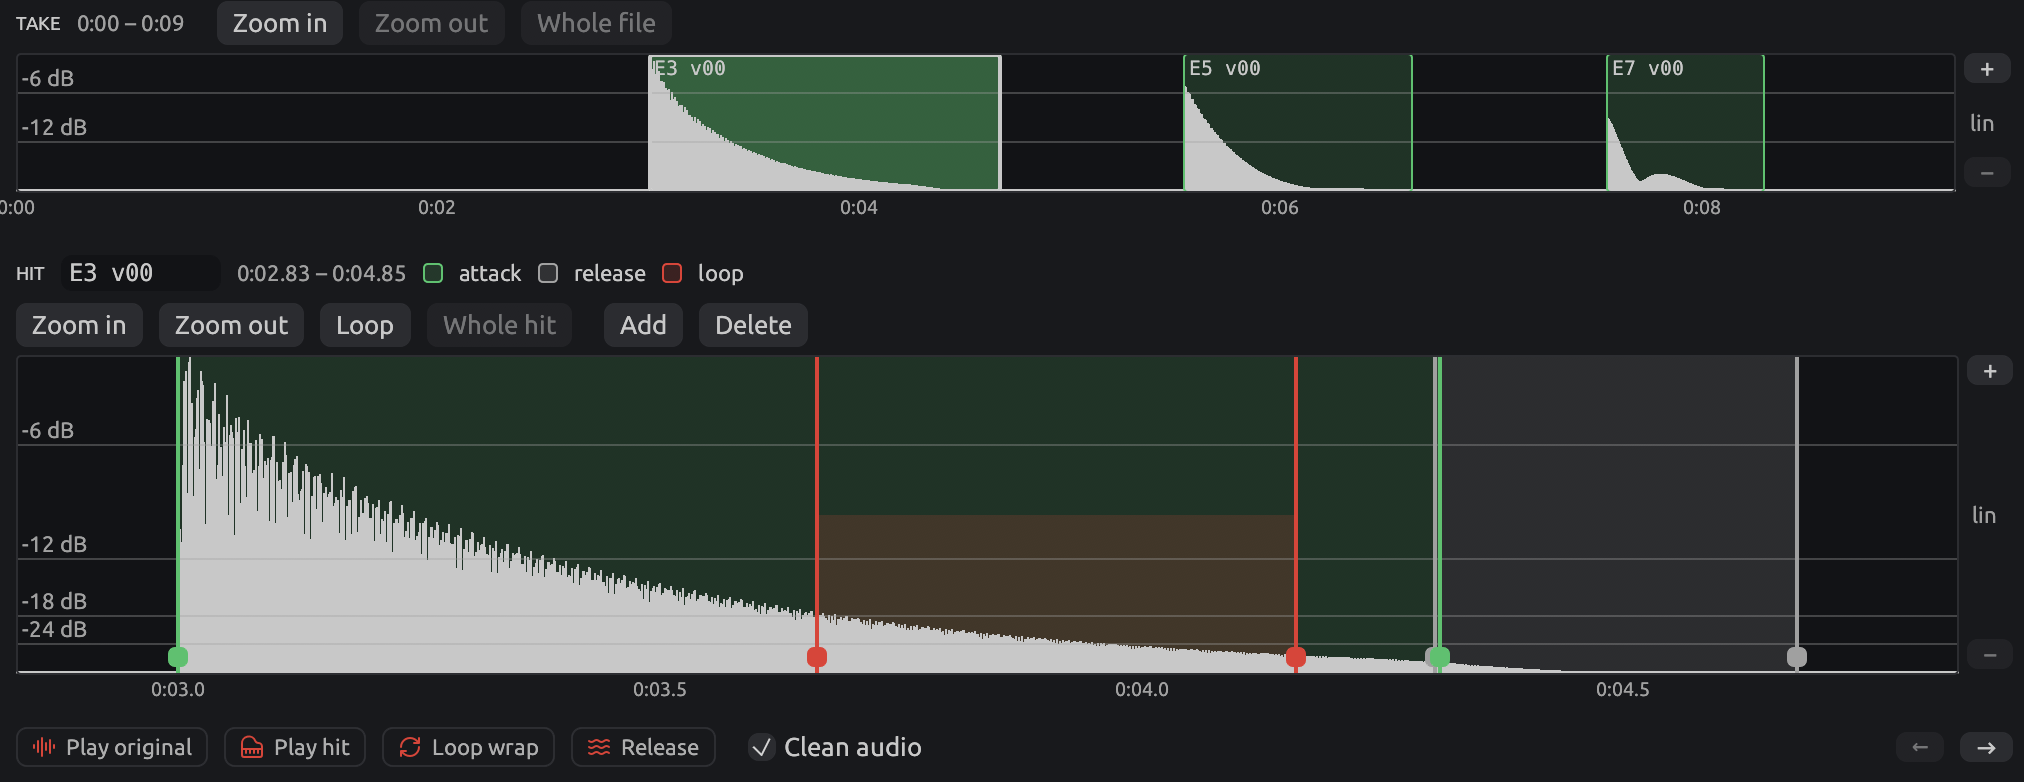 TAKE 0:00 – 0:09 Zoom in Zoom out Whole file
E3 v00 E5 v00 E7 v00
-6 dB
-12 dB
+
lin
−
0:00 0:02 0:04 0:06 0:08
HIT E3 v00 0:02.83 – 0:04.85 attack release loop
Zoom in Zoom out Loop Whole hit Add Delete
+
-6 dB
lin
-12 dB
-18 dB
-24 dB
−
0:03.0 0:03.5 0:04.0 0:04.5
Play original Play hit Loop wrap Release Clean audio ← →